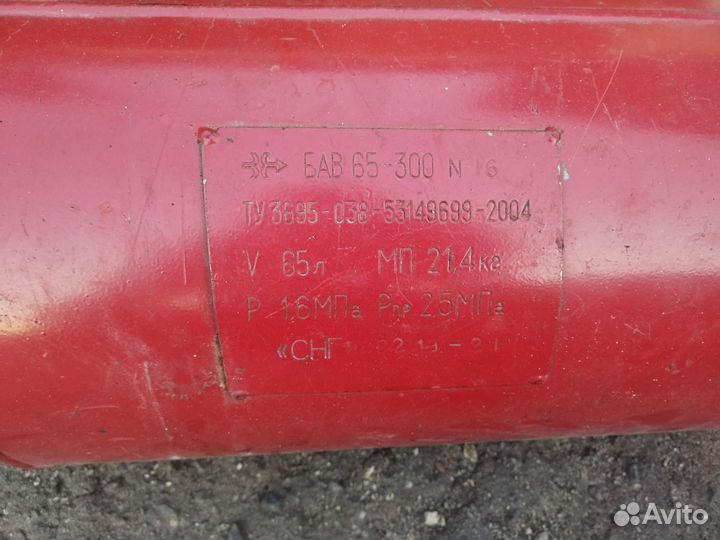 БАВ 65-300 N 6
ТУ 3695-038-53149699-2004
V 65л МП 21,4кг
Р 1,6МПа Рпр 2,5МПа
«СНГ
Avito